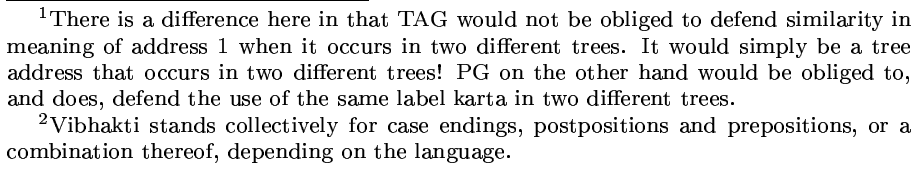 ¹There is a difference here in that TAG would not be obliged to defend similarity in
meaning of address 1 when it occurs in two different trees. It would simply be a tree
address that occurs in two different trees! PG on the other hand would be obliged to,
and does, defend the use of the same label karta in two different trees.
²Vibhakti stands collectively for case endings, postpositions and prepositions, or a
combination thereof, depending on the language.